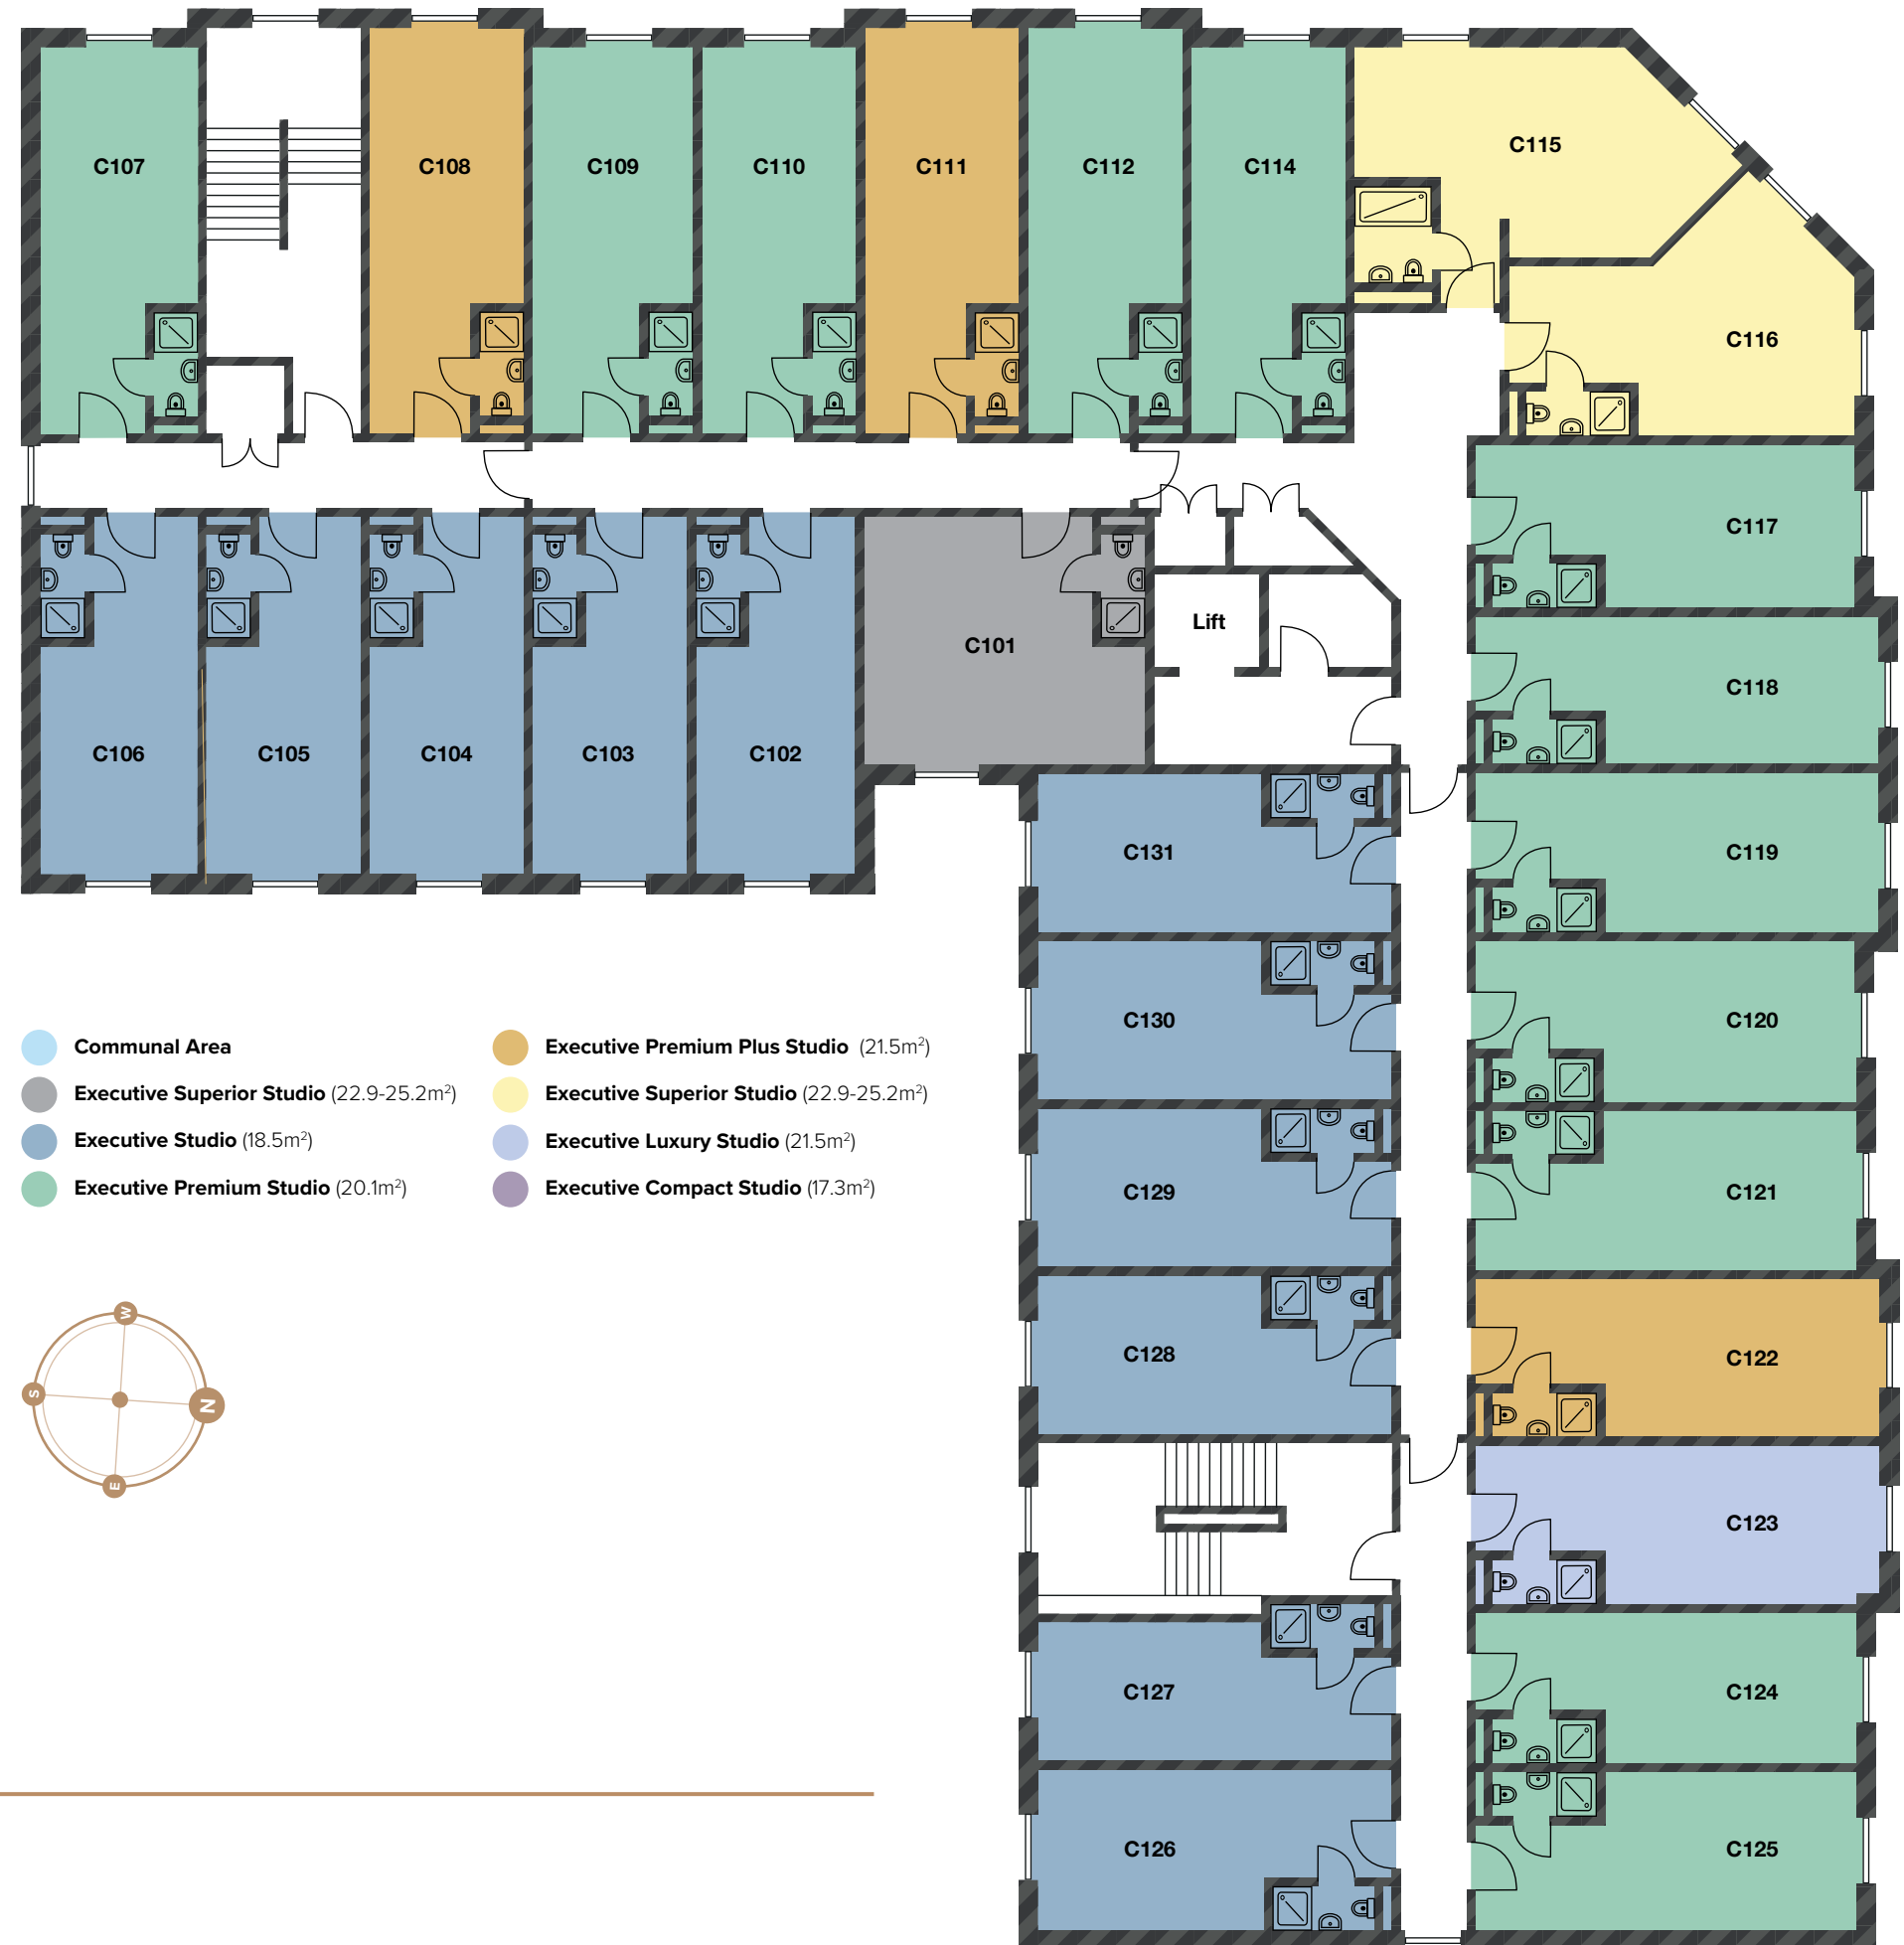 C107
C108
C109
C110
C111
C112
C114
C115
C116
C117
C118
C119
C120
C121
C122
C123
C124
C125
C106
C105
C104
C103
C102
C101
Lift
C131
C130
C129
C128
C127
C126
Communal Area
Executive Superior Studio (22.9-25.2m²)
Executive Studio (18.5m²)
Executive Premium Studio (20.1m²)
Executive Premium Plus Studio (21.5m²)
Executive Superior Studio (22.9-25.2m²)
Executive Luxury Studio (21.5m²)
Executive Compact Studio (17.3m²)
W
S
N
E